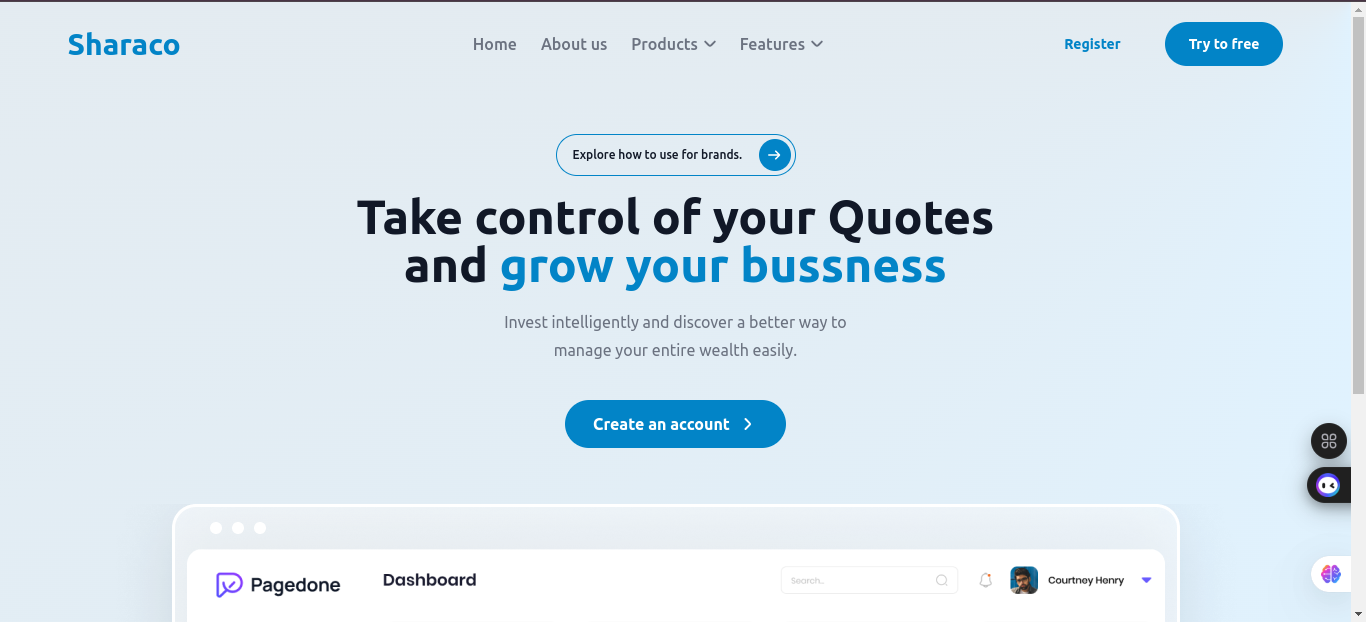 Sharaco
Home About us Products Features
Register
Try to free
Explore how to use for brands.
Take control of your Quotes
and grow your bussness
Invest intelligently and discover a better way to
manage your entire wealth easily.
Create an account
Pagedone
Dashboard
Search..
Courtney Henry